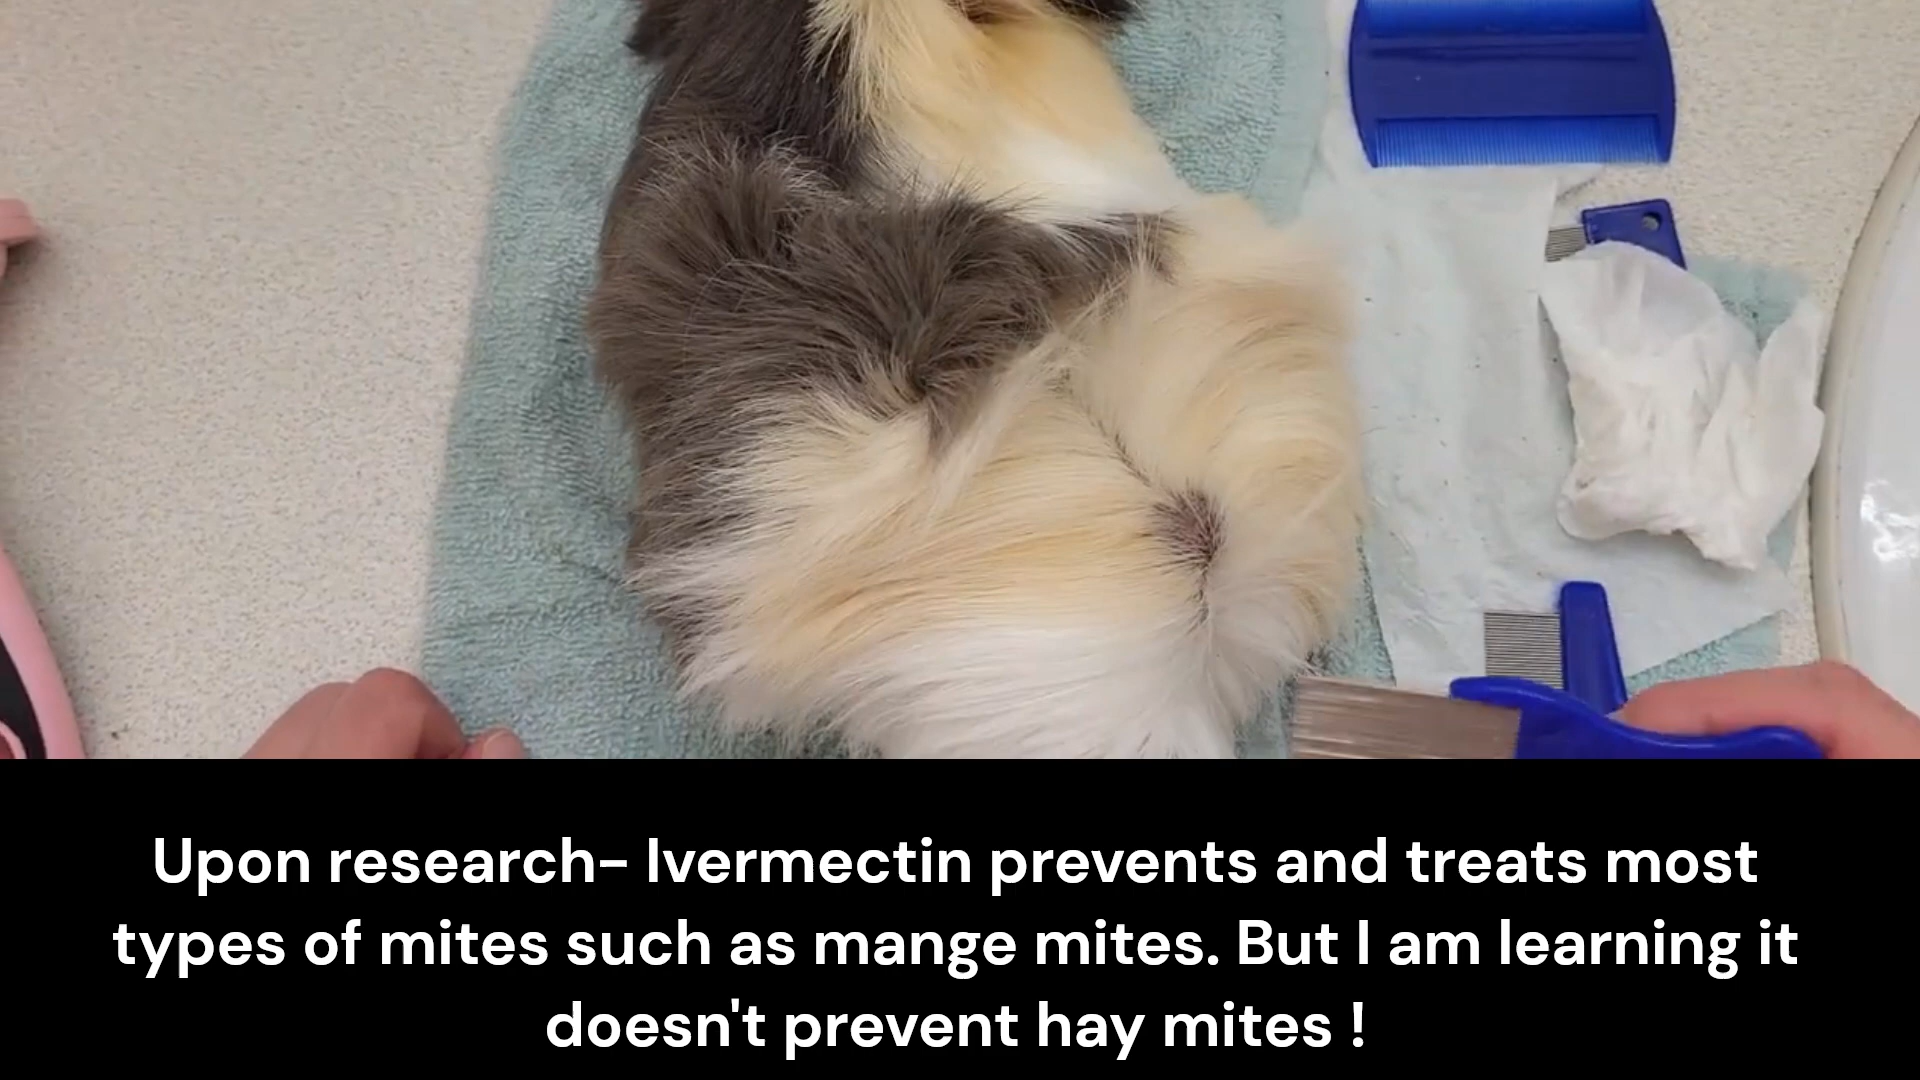 Upon research- Ivermectin prevents and treats most
types of mites such as mange mites. But I am learning it
doesn't prevent hay mites !